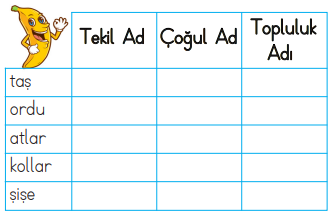 Tekil Ad Çoğul Ad Topluluk Adı
taş
ordu
atlar
kollar
şişe